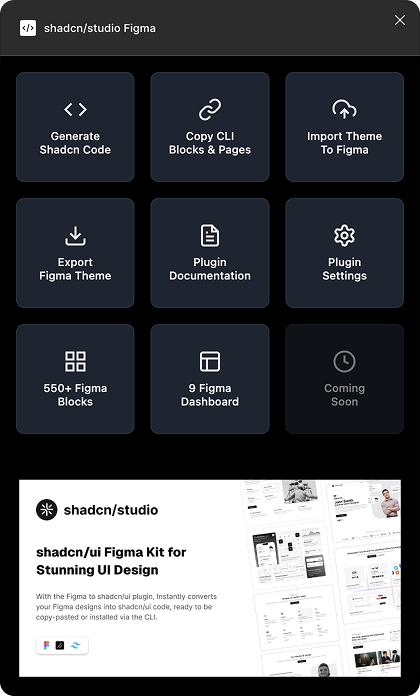 shadcn/studio Figma
Generate
Shadcn Code
Copy CLI
Blocks & Pages
Import Theme
To Figma
Export
Figma Theme
Plugin
Documentation
Plugin
Settings
550+ Figma
Blocks
9 Figma
Dashboard
Coming
Soon
shadcn/studio
shadcn/ui Figma Kit for
Stunning UI Design
With the Figma to shadcn/ui plugin, Instantly converts
your Figma designs into shadcn/ui code, ready to be
copy-pasted or installed via the CLI.